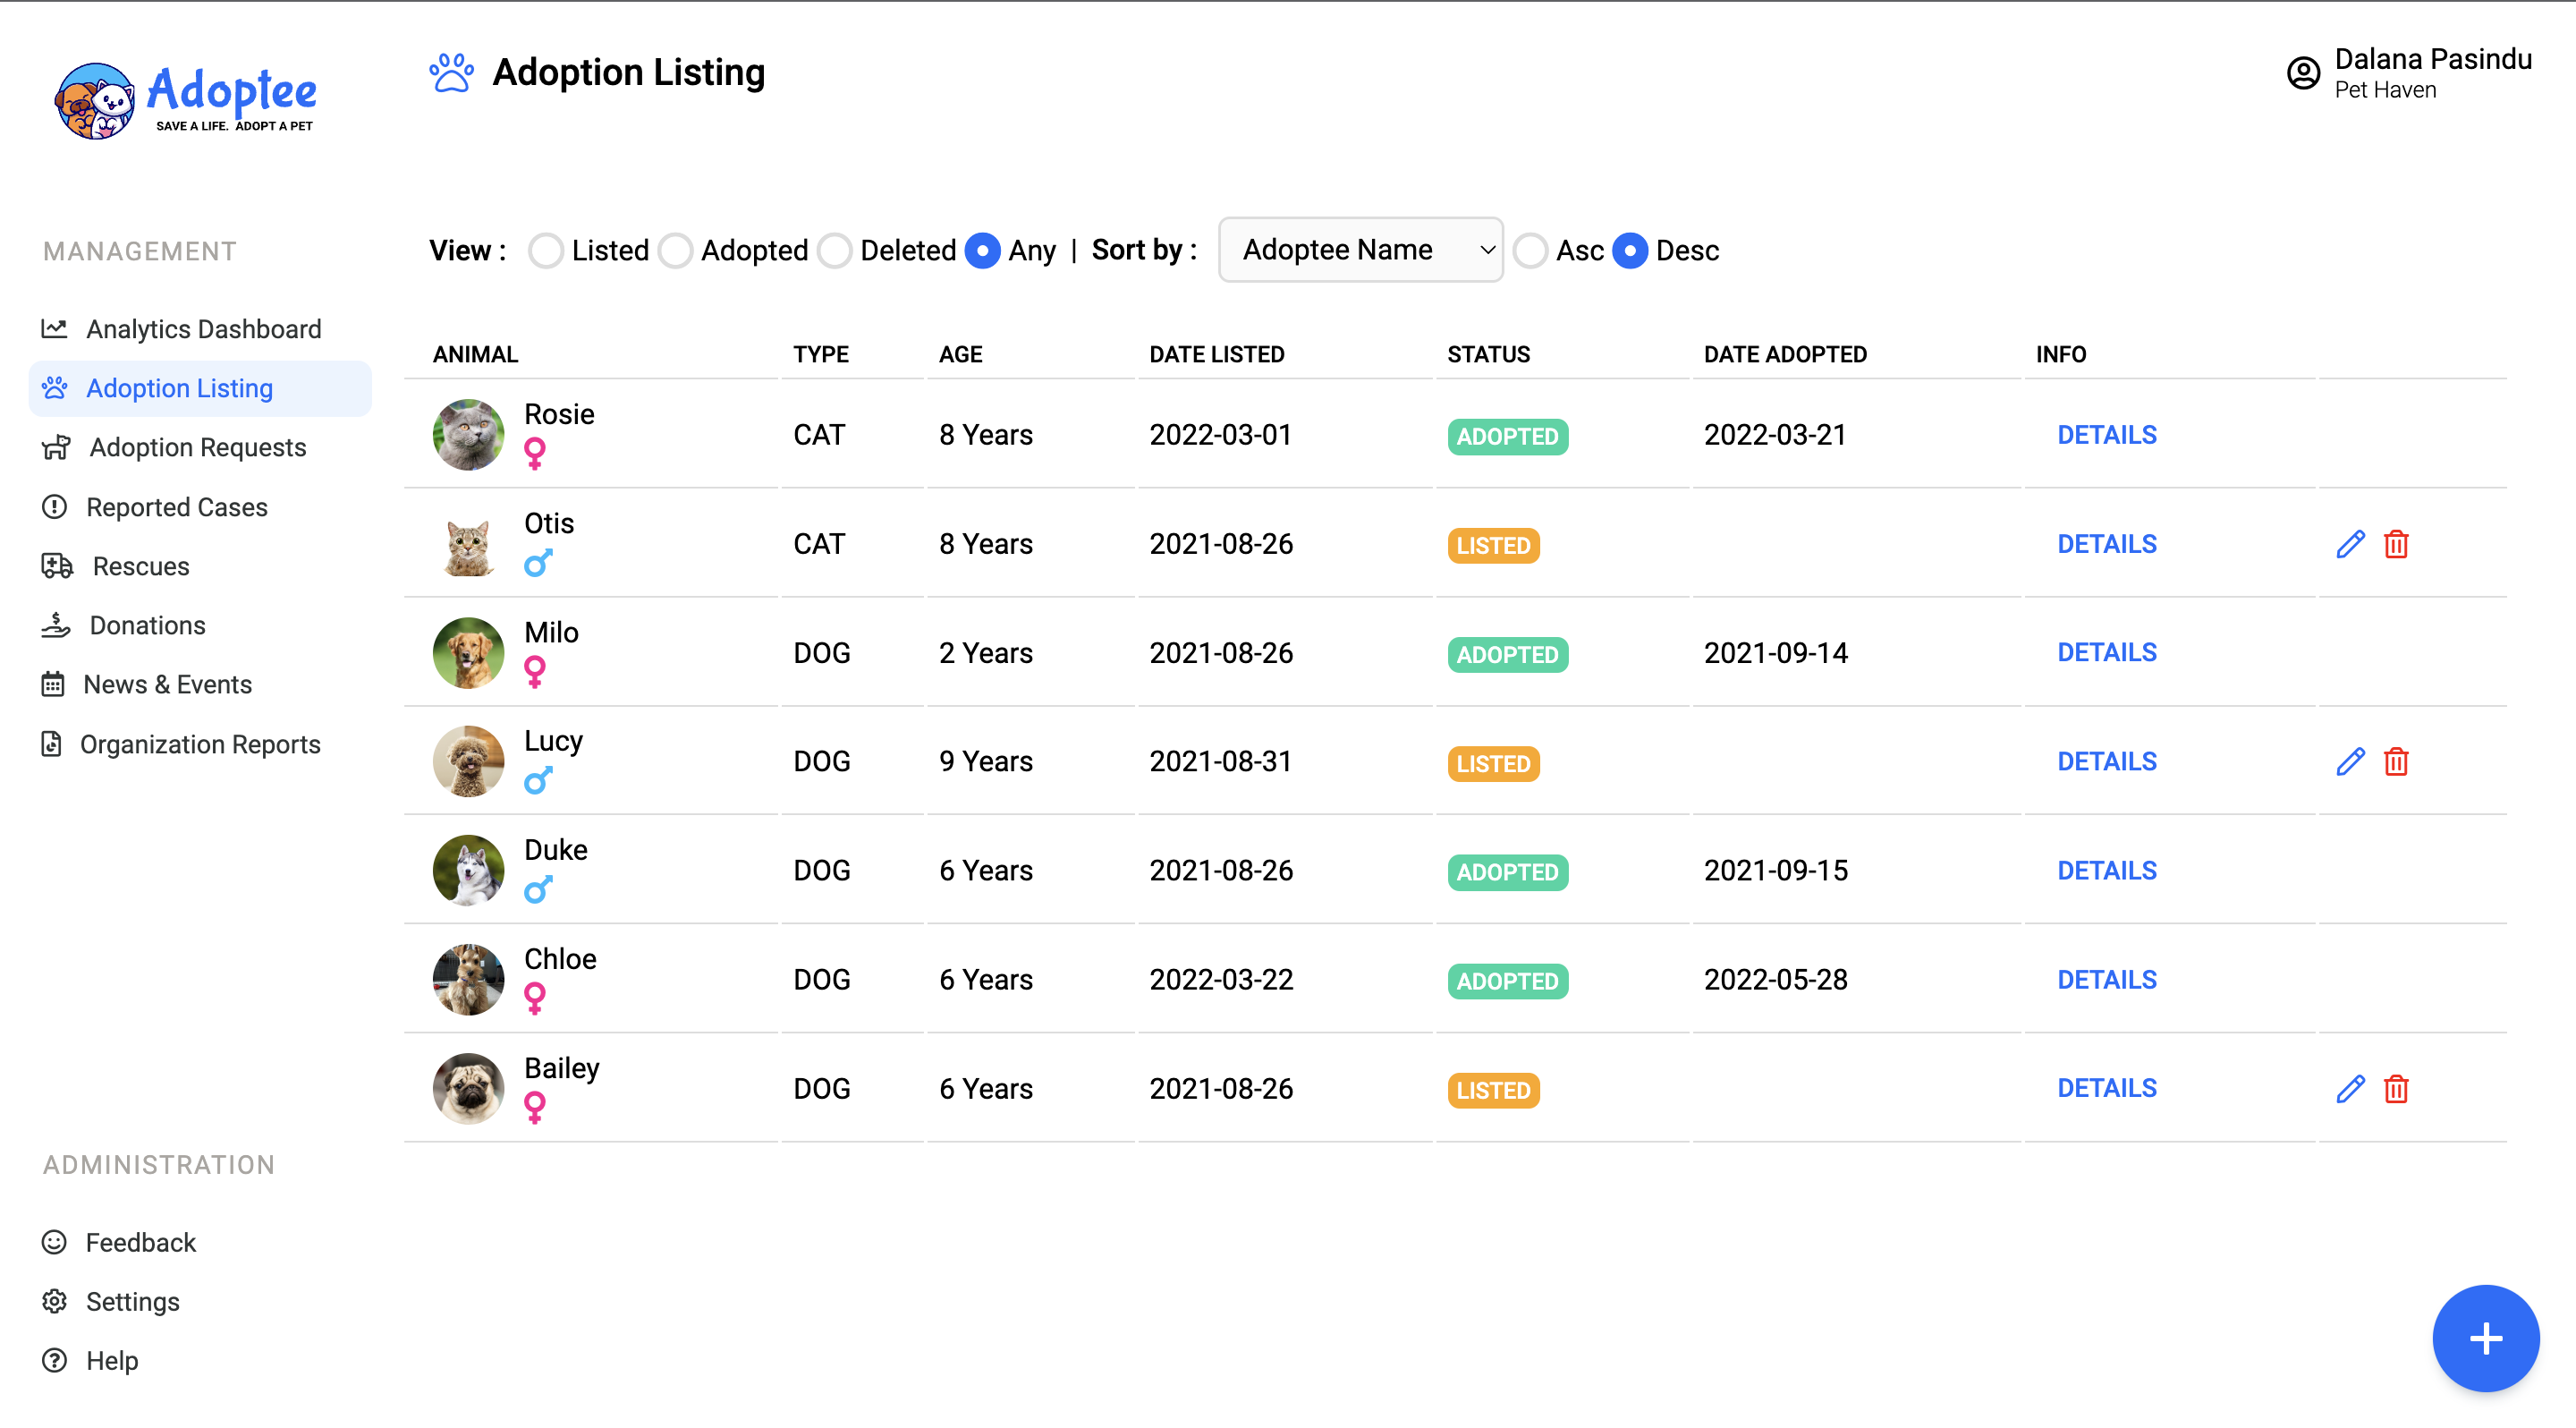 Adoptee
SAVE A LIFE. ADOPT A PET
Adoption Listing
Dalana Pasindu
Pet Haven
MANAGEMENT
Analytics Dashboard
Adoption Listing
Adoption Requests
Reported Cases
Rescues
Donations
News & Events
Organization Reports
ADMINISTRATION
Feedback
Settings
Help
View : Listed Adopted Deleted Any | Sort by : Adoptee Name Asc Desc
ANIMAL TYPE AGE DATE LISTED STATUS DATE ADOPTED INFO
Rosie CAT 8 Years 2022-03-01 ADOPTED 2022-03-21 DETAILS
Otis CAT 8 Years 2021-08-26 LISTED DETAILS
Milo DOG 2 Years 2021-08-26 ADOPTED 2021-09-14 DETAILS
Lucy DOG 9 Years 2021-08-31 LISTED DETAILS
Duke DOG 6 Years 2021-08-26 ADOPTED 2021-09-15 DETAILS
Chloe DOG 6 Years 2022-03-22 ADOPTED 2022-05-28 DETAILS
Bailey DOG 6 Years 2021-08-26 LISTED DETAILS